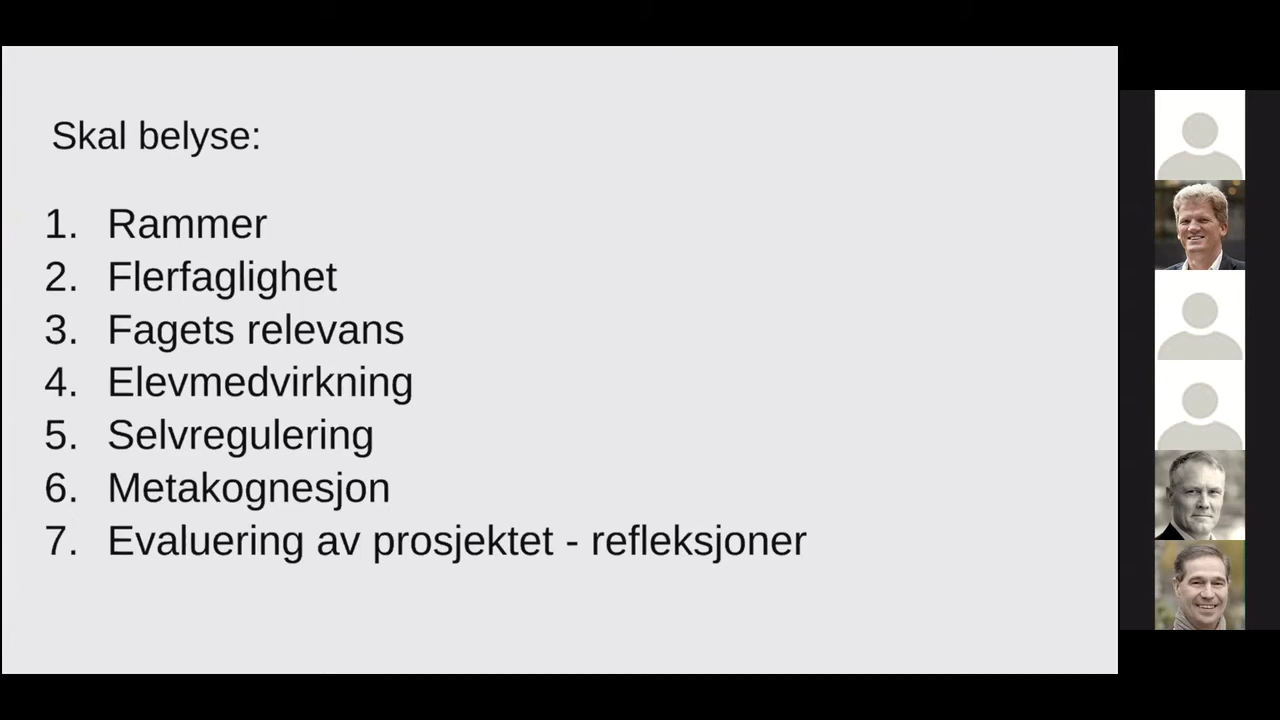 Skal belyse:
1. Rammer
2. Flerfaglighet
3. Fagets relevans
4. Elevmedvirkning
5. Selvregulering
6. Metakognesjon
7. Evaluering av prosjektet - refleksjoner